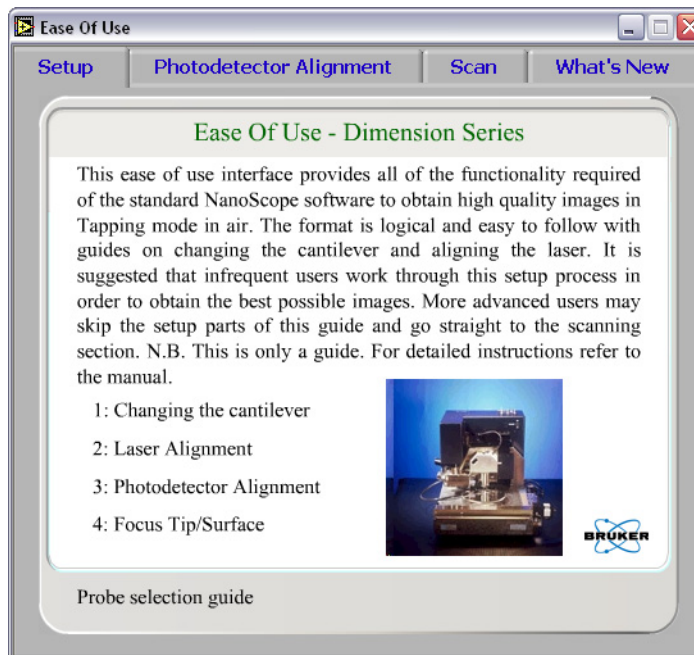 Ease Of Use
Setup
Photodetector Alignment
Scan
What's New
Ease Of Use - Dimension Series
This ease of use interface provides all of the functionality required
of the standard NanoScope software to obtain high quality images in
Tapping mode in air. The format is logical and easy to follow with
guides on changing the cantilever and aligning the laser. It is
suggested that infrequent users work through this setup process in
order to obtain the best possible images. More advanced users may
skip the setup parts of this guide and go straight to the scanning
section. N.B. This is only a guide. For detailed instructions refer to
the manual.
1: Changing the cantilever
2: Laser Alignment
3: Photodetector Alignment
4: Focus Tip/Surface
BRUKER
Probe selection guide